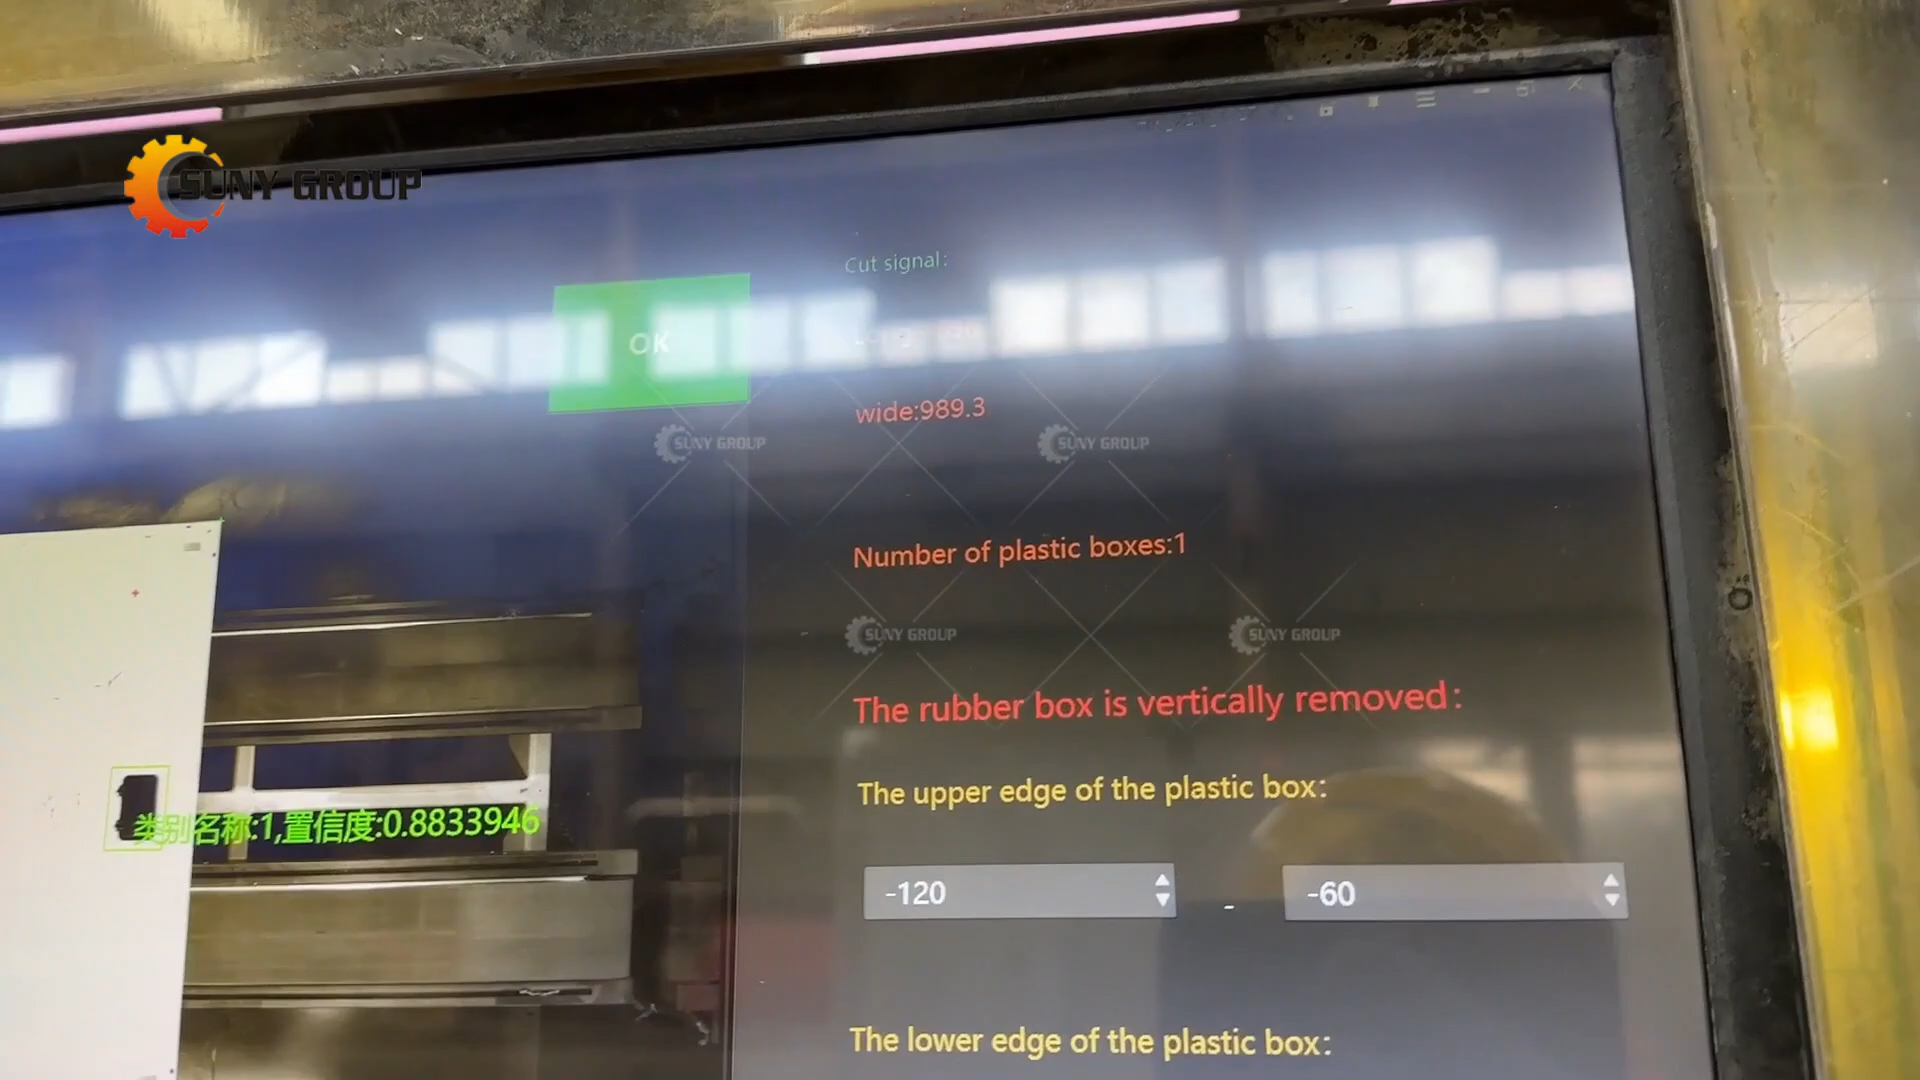 SUNY GROUP
Cut signal:
OK
wide:989.3
SUNY GROUP
SUNY GROUP
Number of plastic boxes:1
SUNY GROUP
SUNY GROUP
The rubber box is vertically removed:
The upper edge of the plastic box:
类别名称:1,置信度:0.8833946
-120
-
-60
The lower edge of the plastic box: